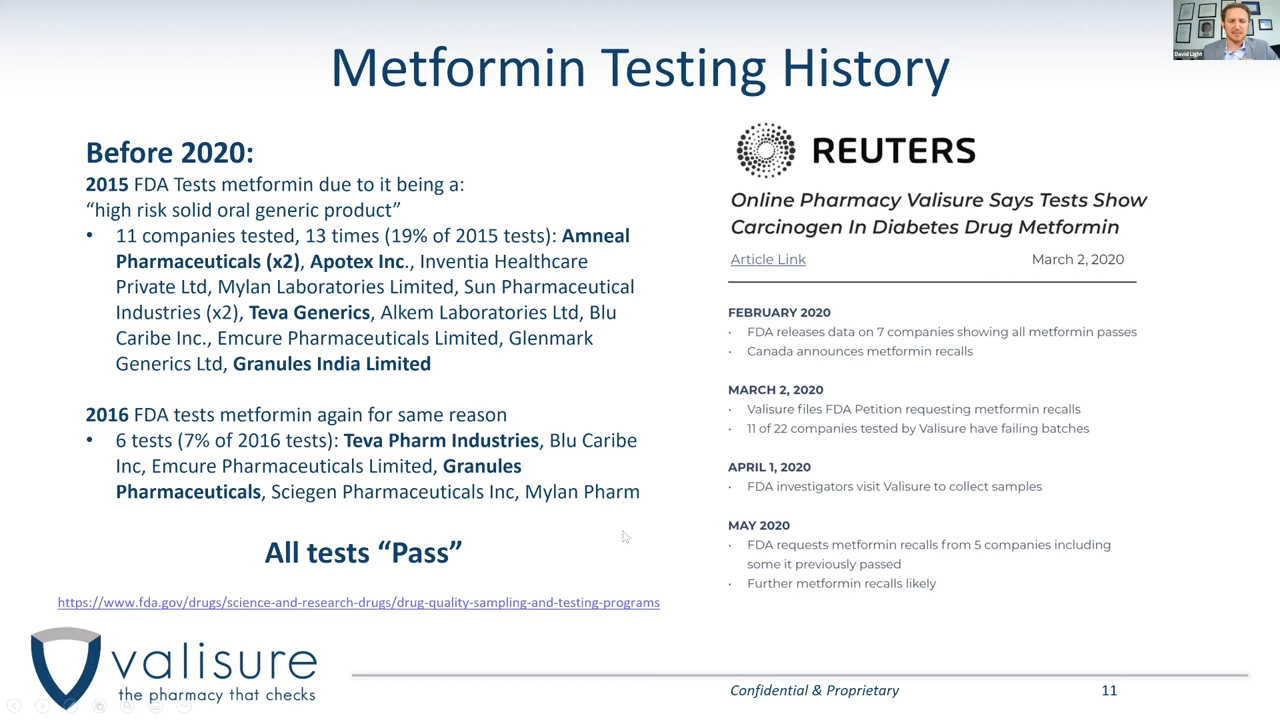 David Light
Metformin Testing History
Before 2020:
2015 FDA Tests metformin due to it being a:
“high risk solid oral generic product”
• 11 companies tested, 13 times (19% of 2015 tests): Amneal
Pharmaceuticals (x2), Apotex Inc., Inventia Healthcare
Private Ltd, Mylan Laboratories Limited, Sun Pharmaceutical
Industries (x2), Teva Generics, Alkem Laboratories Ltd, Blu
Caribe Inc., Emcure Pharmaceuticals Limited, Glenmark
Generics Ltd, Granules India Limited
2016 FDA tests metformin again for same reason
• 6 tests (7% of 2016 tests): Teva Pharm Industries, Blu Caribe
Inc, Emcure Pharmaceuticals Limited, Granules
Pharmaceuticals, Sciegen Pharmaceuticals Inc, Mylan Pharm
All tests “Pass”
https://www.fda.gov/drugs/science-and-research-drugs/drug-quality-sampling-and-testing-programs
REUTERS
Online Pharmacy Valisure Says Tests Show
Carcinogen In Diabetes Drug Metformin
Article Link March 2, 2020
FEBRUARY 2020
• FDA releases data on 7 companies showing all metformin passes
• Canada announces metformin recalls
MARCH 2, 2020
• Valisure files FDA Petition requesting metformin recalls
• 11 of 22 companies tested by Valisure have failing batches
APRIL 1, 2020
• FDA investigators visit Valisure to collect samples
MAY 2020
• FDA requests metformin recalls from 5 companies including
some it previously passed
• Further metformin recalls likely
valisure
the pharmacy that checks
Confidential & Proprietary 11